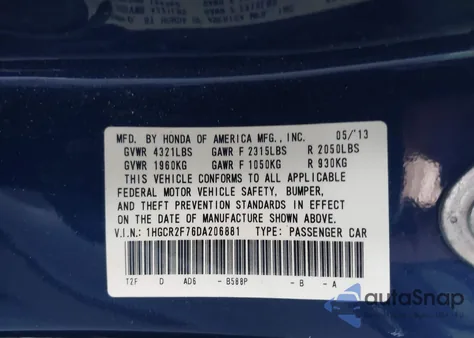 MFD. BY HONDA OF AMERICA MFG., INC. 05/'13
GVWR 4321LBS GAWR F 2315LBS R 2050LBS
GVWR 1960KG GAWR F 1050KG R 930KG
THIS VEHICLE CONFORMS TO ALL APPLICABLE
FEDERAL MOTOR VEHICLE SAFETY, BUMPER,
AND THEFT PREVENTION STANDARDS IN EFFECT
ON THE DATE OF MANUFACTURE SHOWN ABOVE.
V.I.N.: 1HGCR2F76DA206881 TYPE: PASSENGER CAR
T2F D AD6 -B588P -B -A
autoSnap